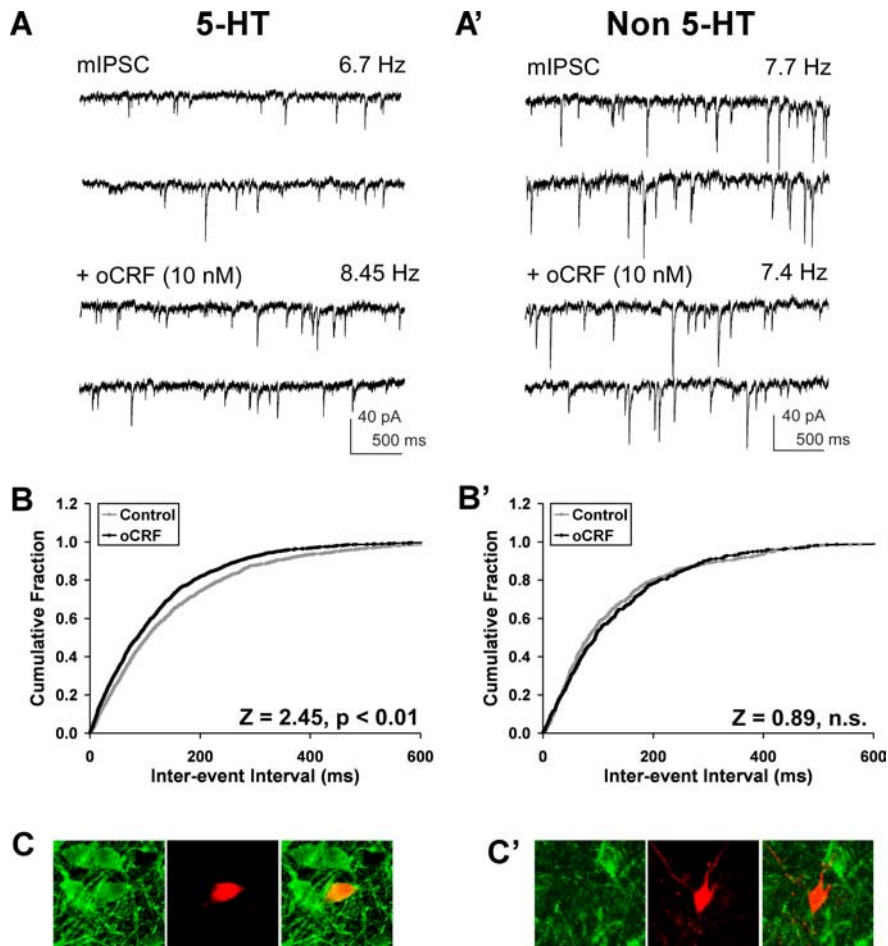 A 5-HT
mIPSC 6.7 Hz
+ oCRF (10 nM) 8.45 Hz
40 pA
500 ms
A' Non 5-HT
mIPSC 7.7 Hz
+ oCRF (10 nM) 7.4 Hz
40 pA
500 ms
B
Control
oCRF
Cumulative Fraction
1.2
1.0
0.8
0.6
0.4
0.2
0.0
Z = 2.45, p < 0.01
0 200 400 600
Inter-event Interval (ms)
B'
Control
oCRF
Cumulative Fraction
1.2
1.0
0.8
0.6
0.4
0.2
0.0
Z = 0.89, n.s.
0 200 400 600
Inter-event Interval (ms)
C
C'